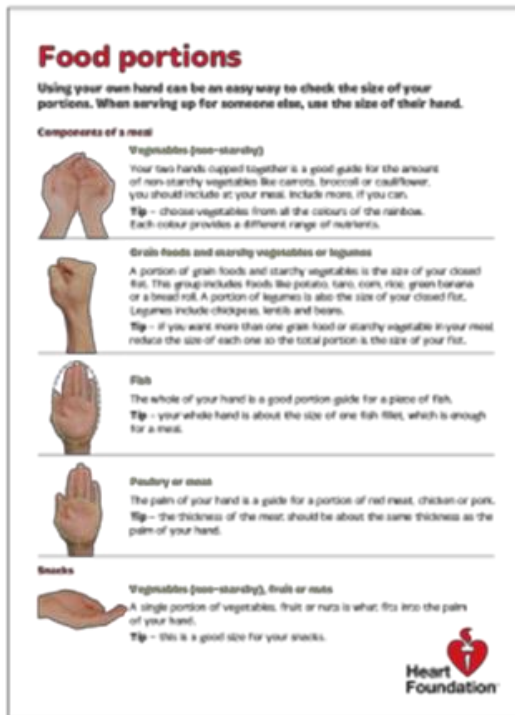 Food portions
Using your own hand can be an easy way to check the size of your
portions. When serving up for someone else, use the size of their hand.
Components of a meal
Vegetables (non-starchy)
Your two hands cupped together is a good guide for the amount
of non-starchy vegetables like carrots, broccoli or cauliflower,
you should include at your meal. Include more, if you can.
Tip – choose vegetables from all the colours of the rainbow.
Each colour provides a different range of nutrients.
Grain foods and starchy vegetables or legumes
A portion of grain foods and starchy vegetables is the size of your closed
fist. This group includes foods like potato, taro, corn, rice, green banana
or a bread roll. A portion of legumes is also the size of your closed fist.
Legumes include chickpeas, lentils and beans.
Tip – if you want more than one grain food or starchy vegetable in your meal
reduce the size of each one so the total portion is the size of your fist.
Fish
The whole of your hand is a good portion guide for a piece of fish.
Tip – your whole hand is about the size of one fish fillet, which is enough
for a meal.
Poultry or meat
The palm of your hand is a guide for a portion of red meat, chicken or pork.
Tip – the thickness of the meat should be about the same thickness as the
palm of your hand.
Snacks
Vegetables (non-starchy), fruit or nuts
A single portion of vegetables, fruit or nuts is what fits into the palm
of your hand.
Tip – this is a good size for your snacks.
Heart
Foundation